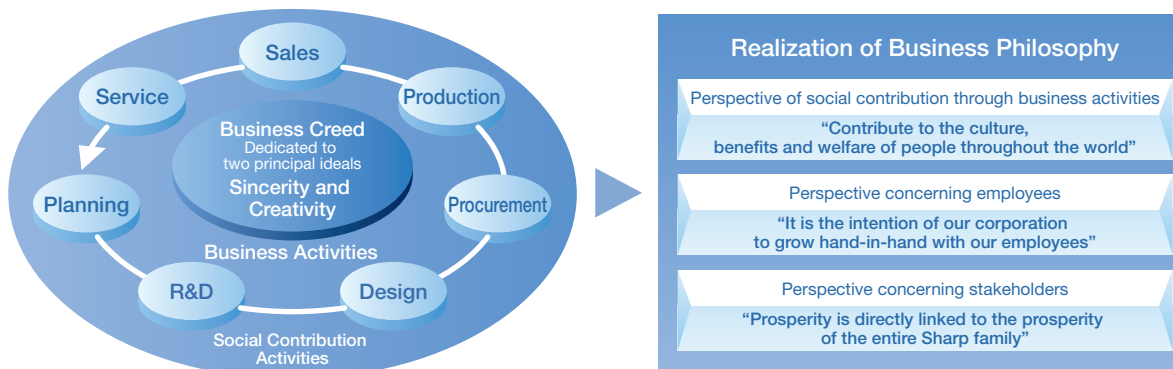 Sales
Service
Production
Business Creed
Dedicated to
two principal ideals
Sincerity and
Creativity
Planning
Procurement
Business Activities
R&D
Design
Social Contribution
Activities
Realization of Business Philosophy
Perspective of social contribution through business activities
“Contribute to the culture,
benefits and welfare of people throughout the world”
Perspective concerning employees
“It is the intention of our corporation
to grow hand-in-hand with our employees”
Perspective concerning stakeholders
“Prosperity is directly linked to the prosperity
of the entire Sharp family”